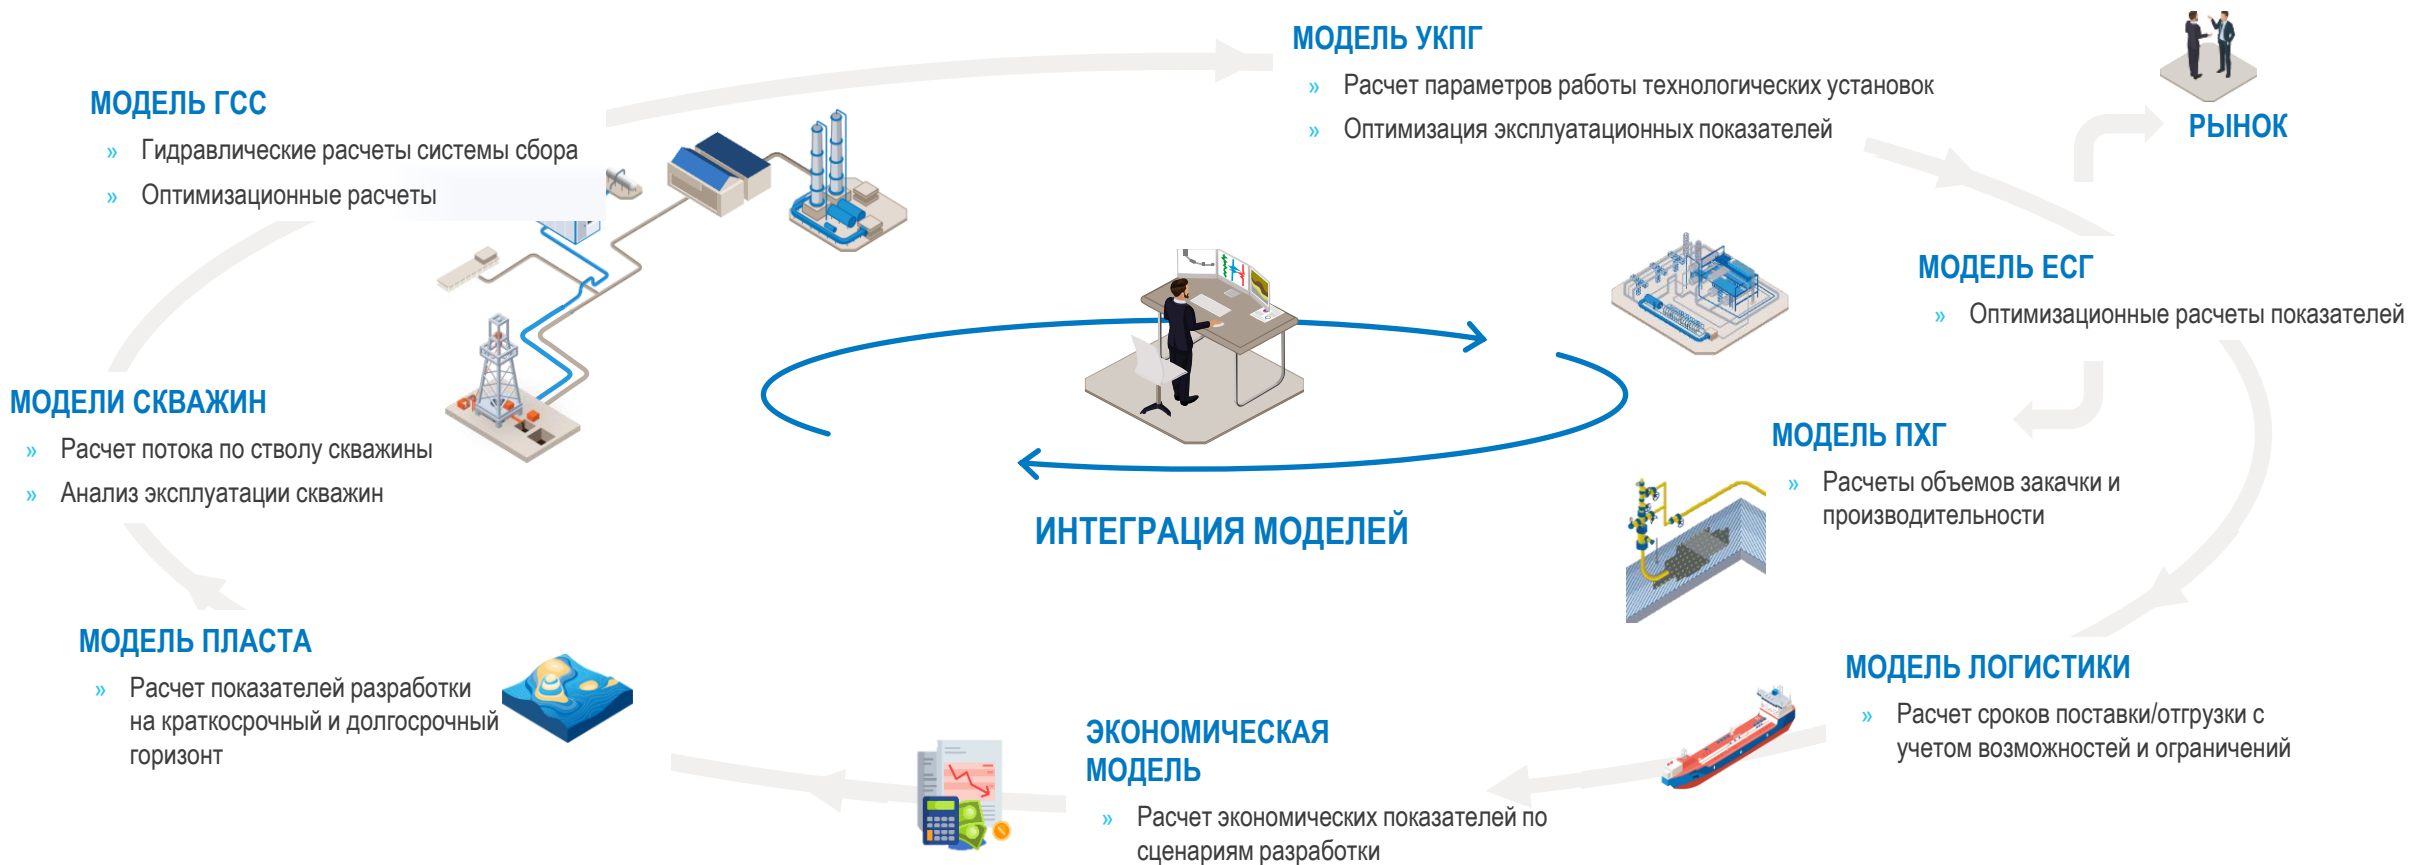 МОДЕЛЬ ГСС
» Гидравлические расчеты системы сбора
» Оптимизационные расчеты
МОДЕЛЬ УКПГ
» Расчет параметров работы технологических установок
» Оптимизация эксплуатационных показателей
РЫНОК
МОДЕЛЬ ЕСГ
» Оптимизационные расчеты показателей
МОДЕЛИ СКВАЖИН
» Расчет потока по стволу скважины
» Анализ эксплуатации скважин
МОДЕЛЬ ПХГ
» Расчеты объемов закачки и
производительности
ИНТЕГРАЦИЯ МОДЕЛЕЙ
МОДЕЛЬ ПЛАСТА
» Расчет показателей разработки
на краткосрочный и долгосрочный
горизонт
МОДЕЛЬ ЛОГИСТИКИ
» Расчет сроков поставки/отгрузки с
учетом возможностей и ограничений
ЭКОНОМИЧЕСКАЯ
МОДЕЛЬ
» Расчет экономических показателей по
сценариям разработки